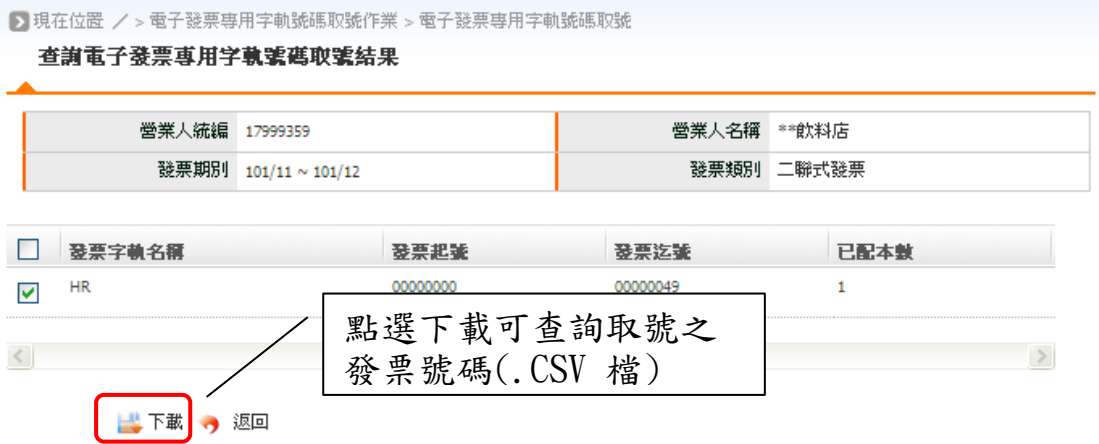 現在位置 ／ > 電子發票專用字軌號碼取號作業 > 電子發票專用字軌號碼取號
查詢電子發票專用字軌號碼取號結果
營業人統編 17999359 營業人名稱 **飲料店
發票期別 101/11 ~ 101/12 發票類別 二聯式發票
發票字軌名稱 發票起號 發票迄號 已配本數
HR 00000000 00000049 1
點選下載可查詢取號之
發票號碼(.CSV 檔)
下載 返回